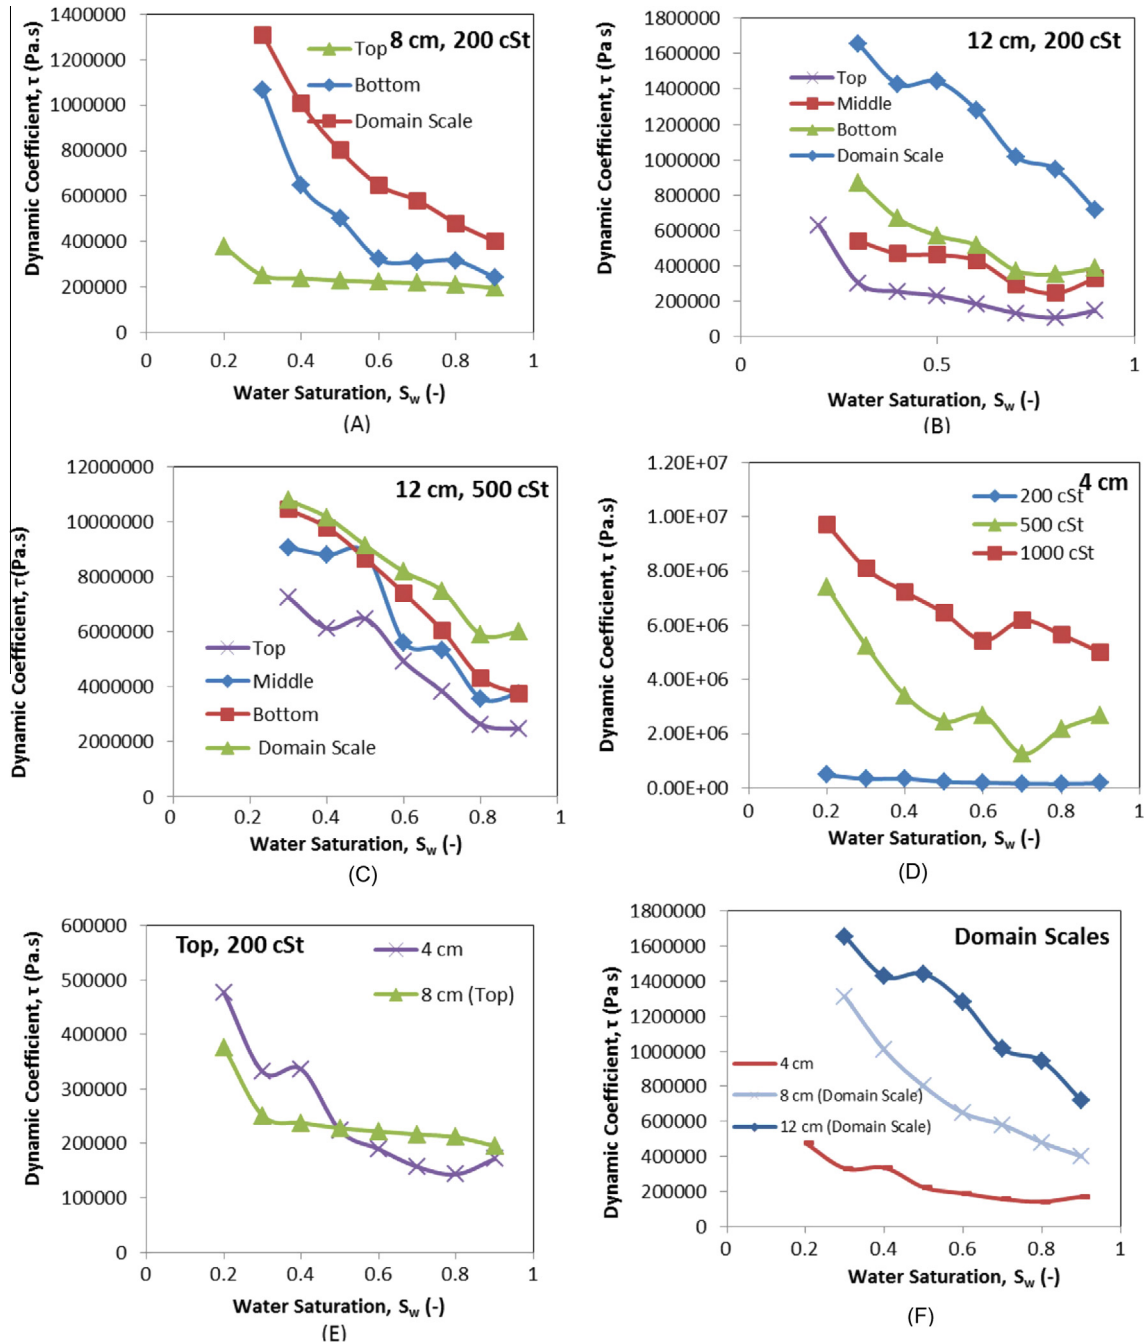 8 cm, 200 cSt
Dynamic Coefficient, τ (Pa.s)
1400000
1200000
1000000
800000
600000
400000
200000
0
Top
Bottom
Domain Scale
0 0.2 0.4 0.6 0.8 1
Water Saturation, Sw (-)
(A)
12 cm, 200 cSt
Dynamic Coefficient, τ (Pa s)
1800000
1600000
1400000
1200000
1000000
800000
600000
400000
200000
0
Top
Middle
Bottom
Domain Scale
0 0.5 1
Water Saturation, Sw (-)
(B)
12 cm, 500 cSt
Dynamic Coefficient, τ(Pa.s)
12000000
10000000
8000000
6000000
4000000
2000000
0
Top
Middle
Bottom
Domain Scale
0 0.2 0.4 0.6 0.8 1
Water Saturation, Sw (-)
(C)
4 cm
Dynamic Coefficient, τ (Pa.s)
1.20E+07
1.00E+07
8.00E+06
6.00E+06
4.00E+06
2.00E+06
0.00E+00
200 cSt
500 cSt
1000 cSt
0 0.2 0.4 0.6 0.8 1
Water Saturation, Sw (-)
(D)
Top, 200 cSt
Dynamic Coefficient, τ (Pa.s)
600000
500000
400000
300000
200000
100000
0
4 cm
8 cm (Top)
0 0.2 0.4 0.6 0.8 1
Water Saturation, Sw (-)
(E)
Domain Scales
Dynamic Coefficient, τ (Pa s)
1800000
1600000
1400000
1200000
1000000
800000
600000
400000
200000
0
4 cm
8 cm (Domain Scale)
12 cm (Domain Scale)
0 0.2 0.4 0.6 0.8 1
Water Saturation, Sw (-)
(F)